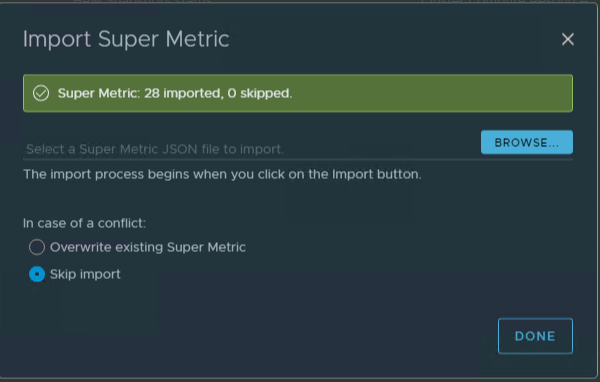 Import Super Metric
Super Metric: 28 imported, 0 skipped.
Select a Super Metric JSON file to import.
BROWSE...
The import process begins when you click on the Import button.
In case of a conflict:
Overwrite existing Super Metric
Skip import
DONE